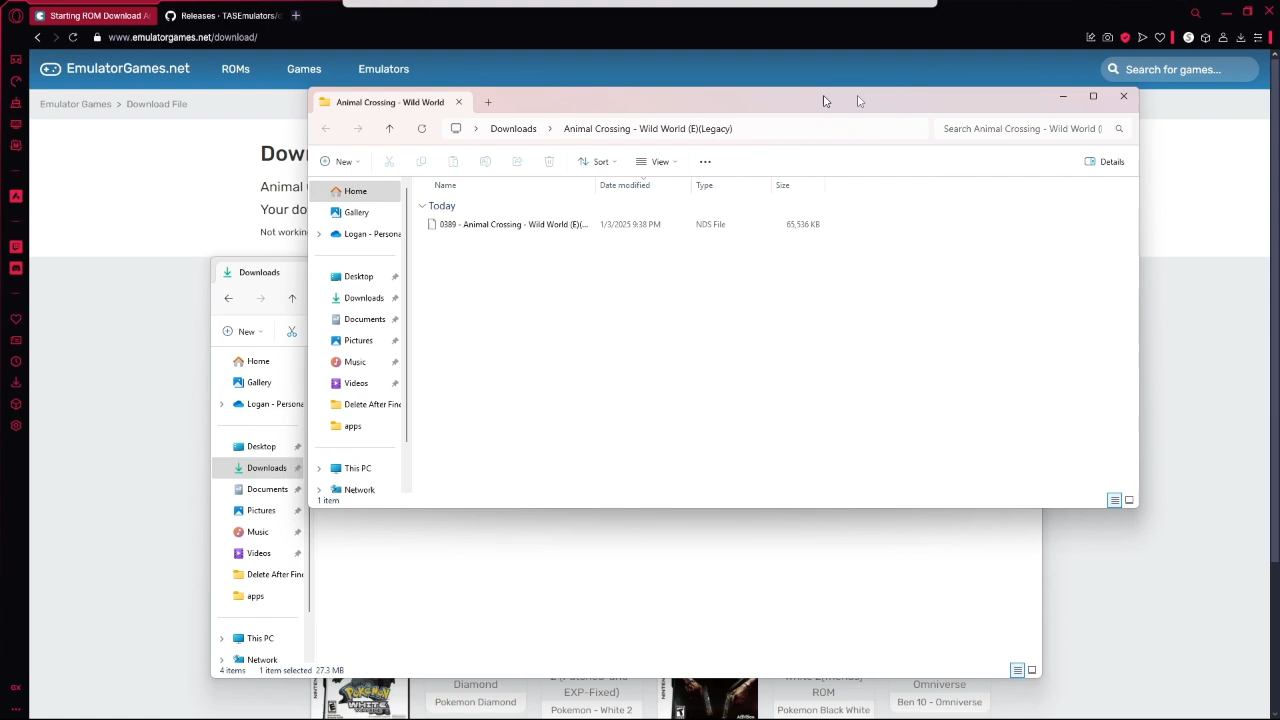 Starting ROM Download A
Releases · TASEmulators/
www.emulatorgames.net/download/
EmulatorGames.net
ROMs
Games
Emulators
Search for games...
Emulator Games > Download File
Dow
Animal
Your do
Not workin
Animal Crossing - Wild World
Downloads > Animal Crossing - Wild World (E)(Legacy)
Search Animal Crossing - Wild World (
New
Sort
View
Details
Name
Date modified
Type
Size
Today
0389 - Animal Crossing - Wild World (E)(...
1/3/2025 9:38 PM
NDS File
65,536 KB
Home
Gallery
Logan - Persona
Desktop
Downloads
Documents
Pictures
Music
Videos
Delete After Fin
apps
This PC
Network
1 item
Downloads
New
Home
Gallery
Logan - Persona
Desktop
Downloads
Documents
Pictures
Music
Videos
Delete After Fin
apps
This PC
Network
4 items
1 item selected 27.3 MB
Diamond
Pokemon Diamond
2 (Patched-and
EXP-Fixed)
Pokemon - White 2
ROM
Pokemon Black White
Omniverse
Ben 10 - Omniverse
GX